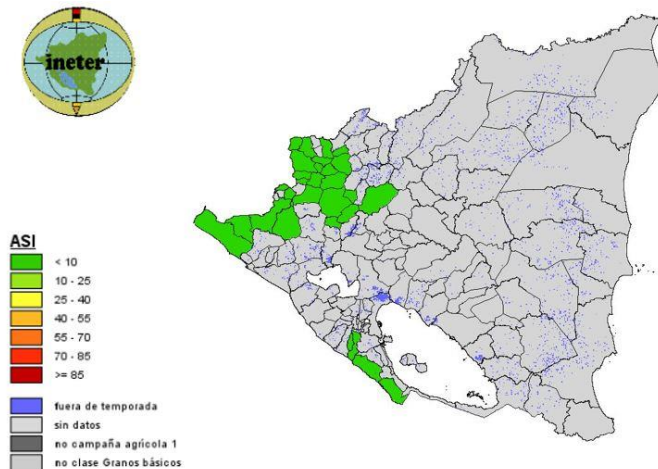 ineter
ASI
< 10
10 - 25
25 - 40
40 - 55
55 - 70
70 - 85
>= 85
fuera de temporada
sin datos
no campaña agrícola 1
no clase Granos básicos